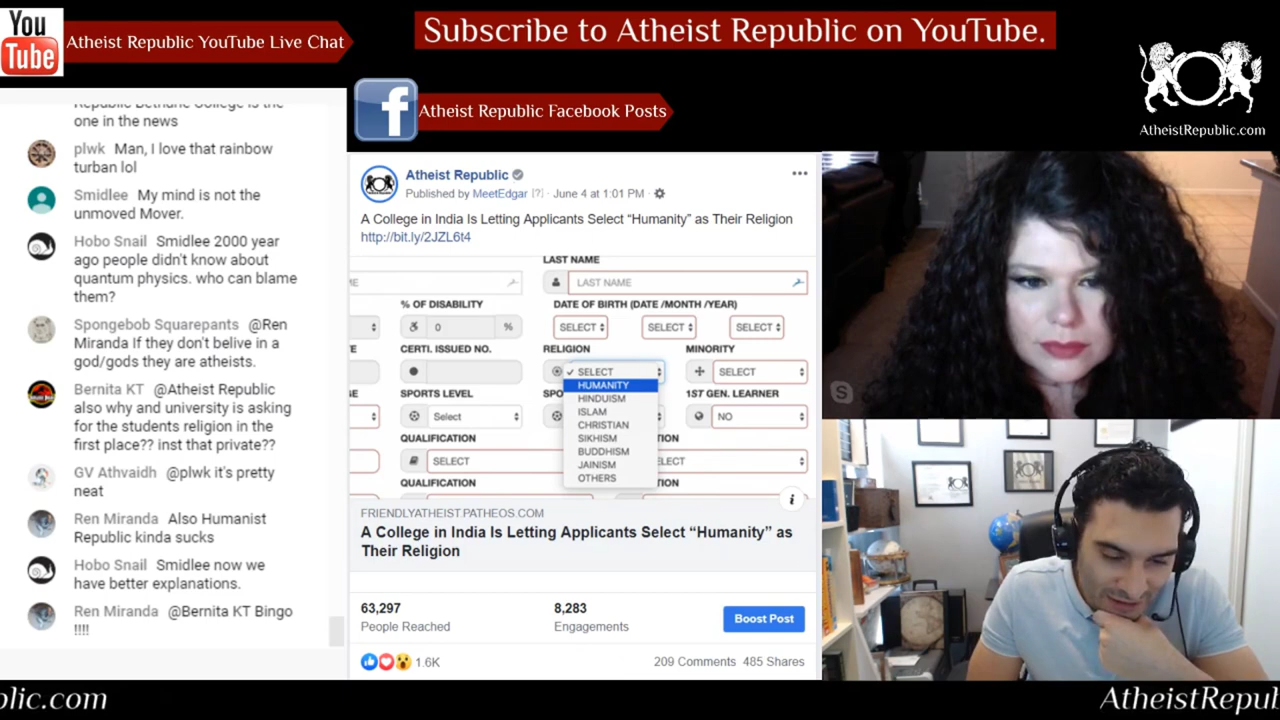 You
Tube
Atheist Republic YouTube Live Chat
Subscribe to Atheist Republic on YouTube.
AtheistRepublic.com
f
Atheist Republic Facebook Posts
Republic Bethune College is the
one in the news
plwk Man, I love that rainbow
turban lol
Smidlee My mind is not the
unmoved Mover.
Hobo Snail Smidlee 2000 year
ago people didn't know about
quantum physics. who can blame
them?
Spongebob Squarepants @Ren
Miranda If they don't belive in a
god/gods they are atheists.
Bernita KT @Atheist Republic
also why and university is asking
for the students religion in the
first place?? inst that private??
GV Athvaidh @plwk it's pretty
neat
Ren Miranda Also Humanist
Republic kinda sucks
Hobo Snail Smidlee now we
have better explanations.
Ren Miranda @Bernita KT Bingo
!!!!
Atheist Republic
Published by MeetEdgar [?] · June 4 at 1:01 PM ·
A College in India Is Letting Applicants Select “Humanity” as Their Religion
http://bit.ly/2JZL6t4
LAST NAME
ME
LAST NAME
% OF DISABILITY
DATE OF BIRTH (DATE /MONTH /YEAR)
0 %
SELECT SELECT SELECT
TE CERTI. ISSUED NO. RELIGION MINORITY
✓ SELECT
SELECT
HUMANITY
HINDUISM
ISLAM
CHRISTIAN
SIKHISM
BUDDHISM
JAINISM
OTHERS
GE SPORTS LEVEL SPO 1ST GEN. LEARNER
Select NO
QUALIFICATION TION
SELECT LECT
QUALIFICATION TION
i
FRIENDLYATHEIST.PATHEOS.COM
A College in India Is Letting Applicants Select “Humanity” as
Their Religion
63,297 8,283
People Reached Engagements
Boost Post
1.6K 209 Comments 485 Shares
S
blic.com
AtheistRepul